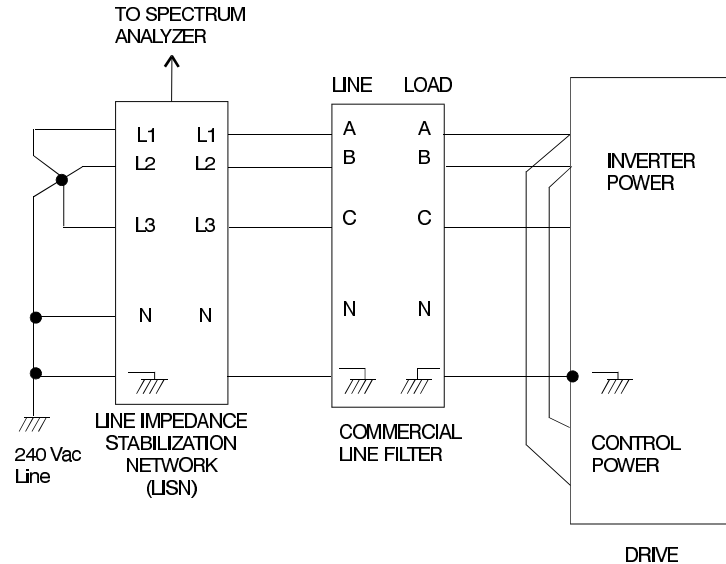 TO SPECTRUM
ANALYZER
LINE LOAD
L1 L1 A A
L2 L2 B B
INVERTER
POWER
L3 L3 C C
N N N N
LINE IMPEDANCE
STABILIZATION
NETWORK
(LISN)
240 Vac
Line
COMMERCIAL
LINE FILTER
CONTROL
POWER
DRIVE